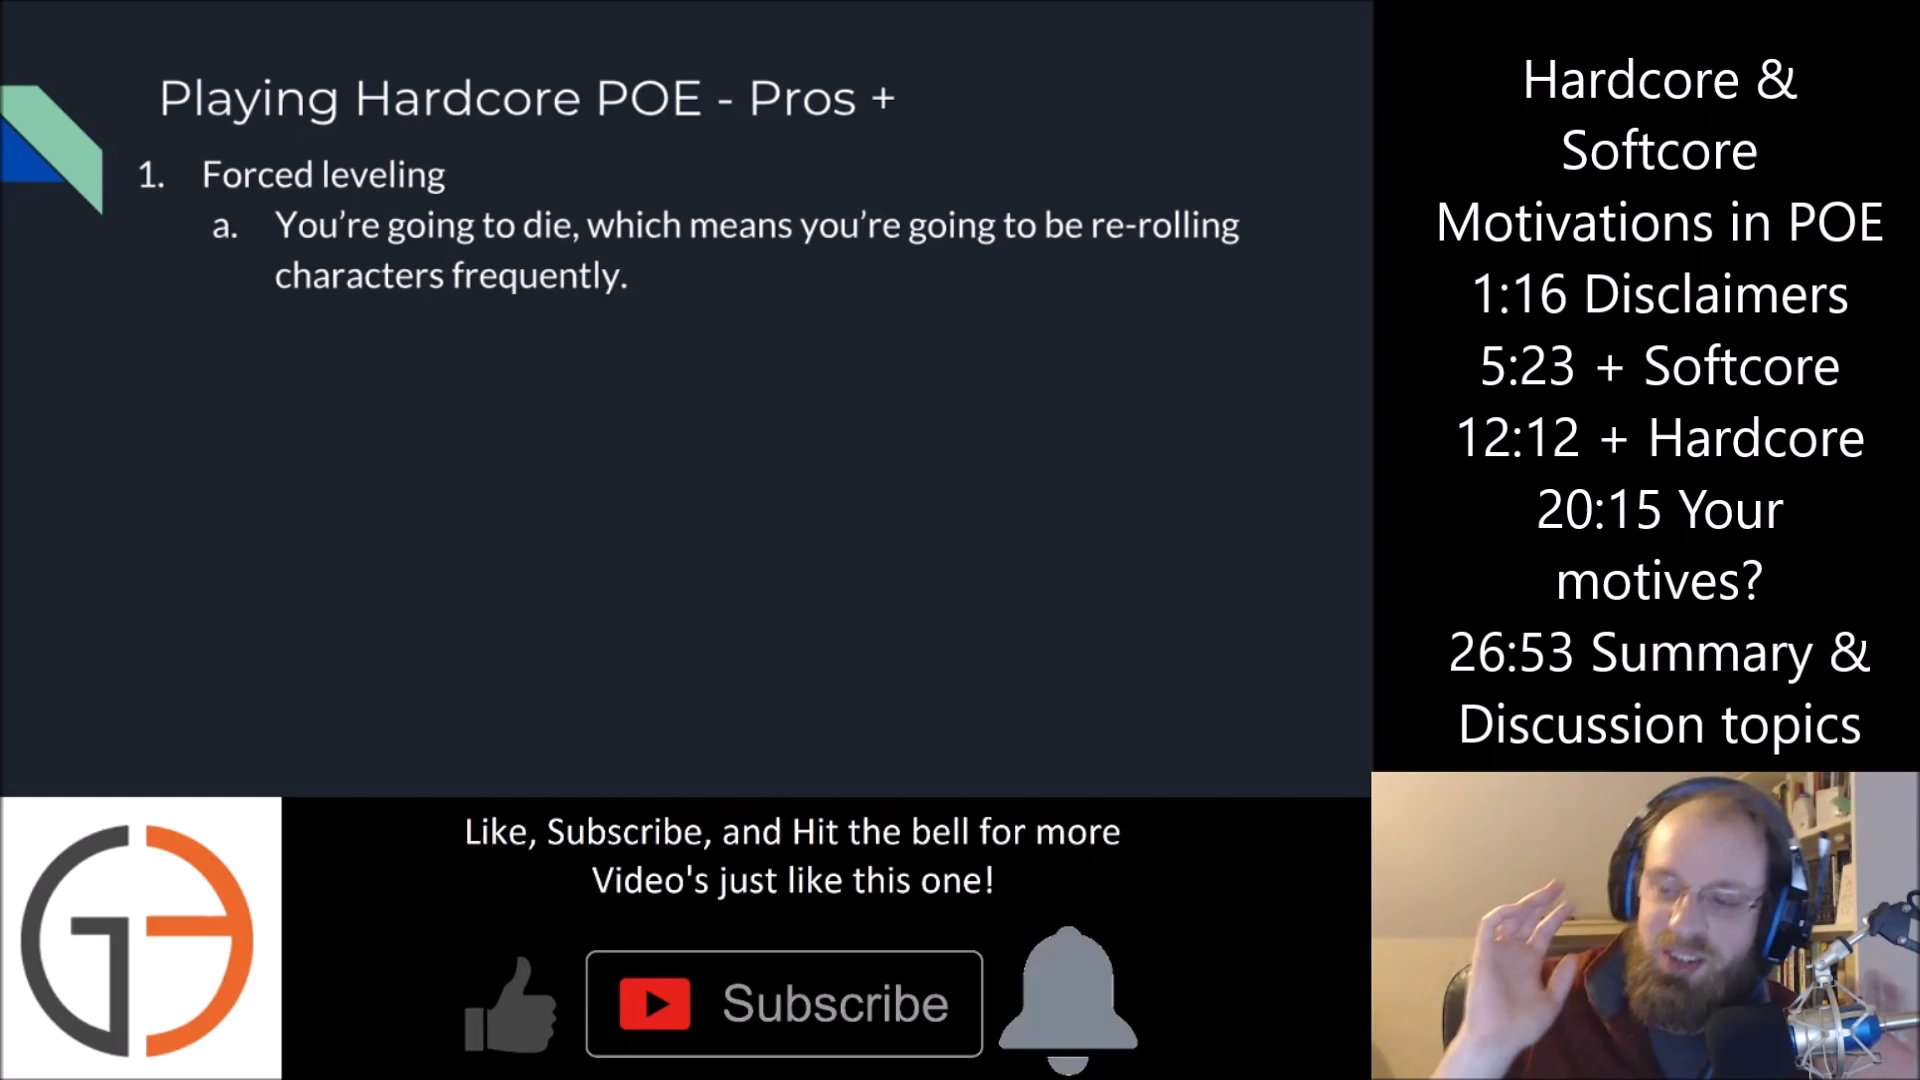 Playing Hardcore POE - Pros +
1. Forced leveling
a. You're going to die, which means you're going to be re-rolling
characters frequently.
Hardcore &
Softcore
Motivations in POE
1:16 Disclaimers
5:23 + Softcore
12:12 + Hardcore
20:15 Your
motives?
26:53 Summary &
Discussion topics
Like, Subscribe, and Hit the bell for more
Video's just like this one!
Subscribe